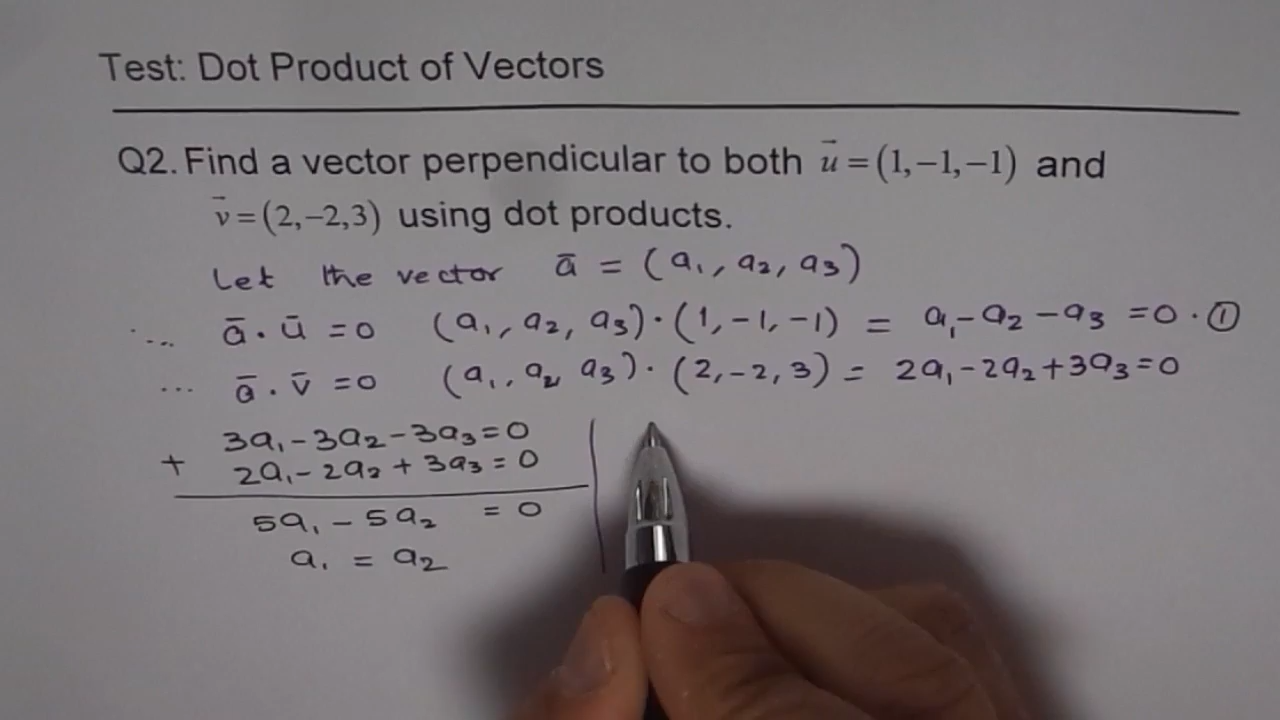 Test: Dot Product of Vectors
Q2. Find a vector perpendicular to both u⃗ = (1,−1,−1) and
v⃗ = (2,−2,3) using dot products.
Let the vector ā = (a₁, a₂, a₃)
∴ ā · ū = 0 (a₁, a₂, a₃) · (1, −1, −1) = a₁ − a₂ − a₃ = 0 · ①
∴ ā · v̄ = 0 (a₁, a₂ a₃) · (2, −2, 3) = 2a₁ − 2a₂ + 3a₃ = 0
3a₁ − 3a₂ − 3a₃ = 0
+ 2a₁ − 2a₂ + 3a₃ = 0
5a₁ − 5a₂ = 0
a₁ = a₂